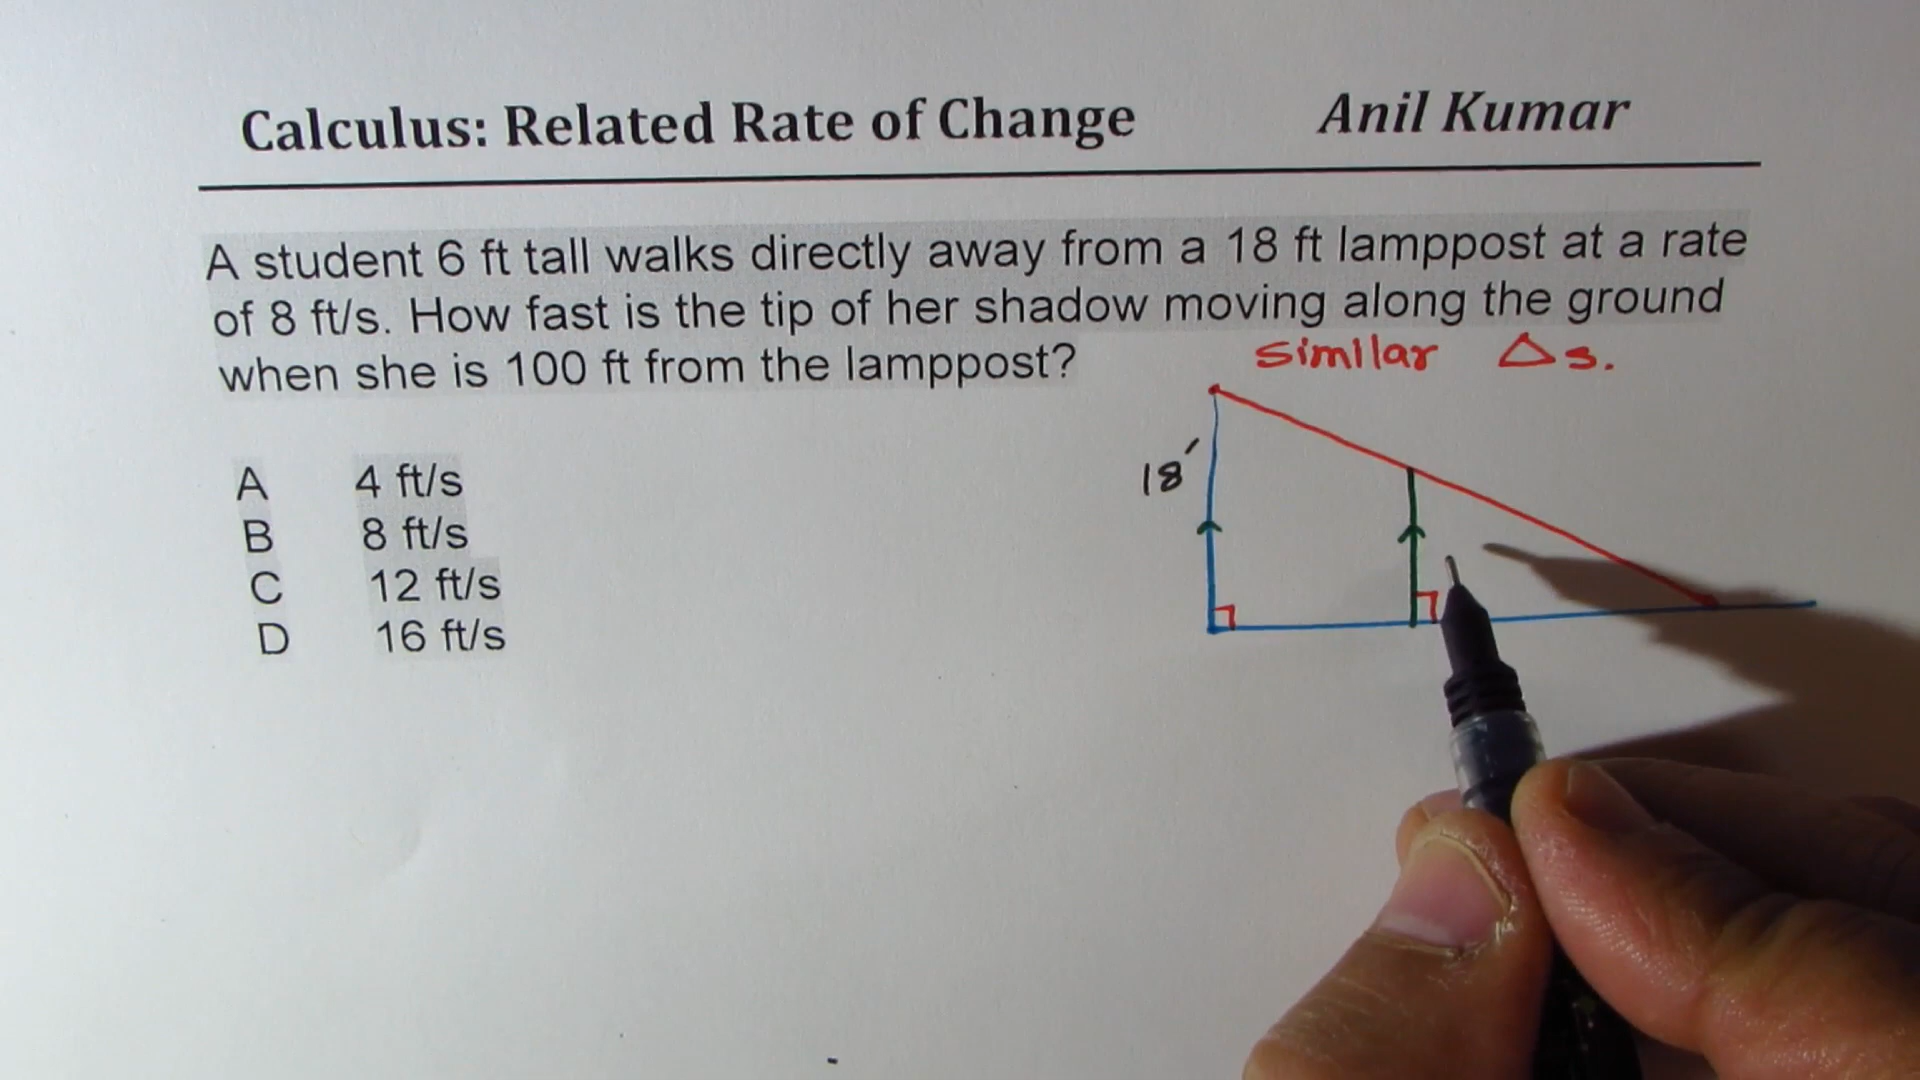 Calculus: Related Rate of Change
Anil Kumar
A student 6 ft tall walks directly away from a 18 ft lamppost at a rate
of 8 ft/s. How fast is the tip of her shadow moving along the ground
when she is 100 ft from the lamppost?
Similar Δs.
18′
A 4 ft/s
B 8 ft/s
C 12 ft/s
D 16 ft/s